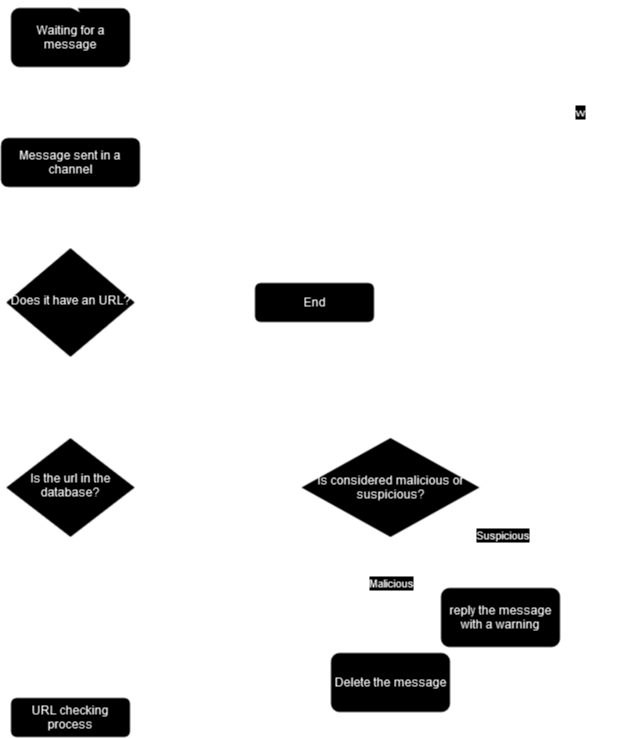 Waiting for a
message
w
Message sent in a
channel
Does it have an URL?
End
Is the url in the
database?
Is considered malicious or
suspicious?
Suspicious
Malicious
reply the message
with a warning
Delete the message
URL checking
process